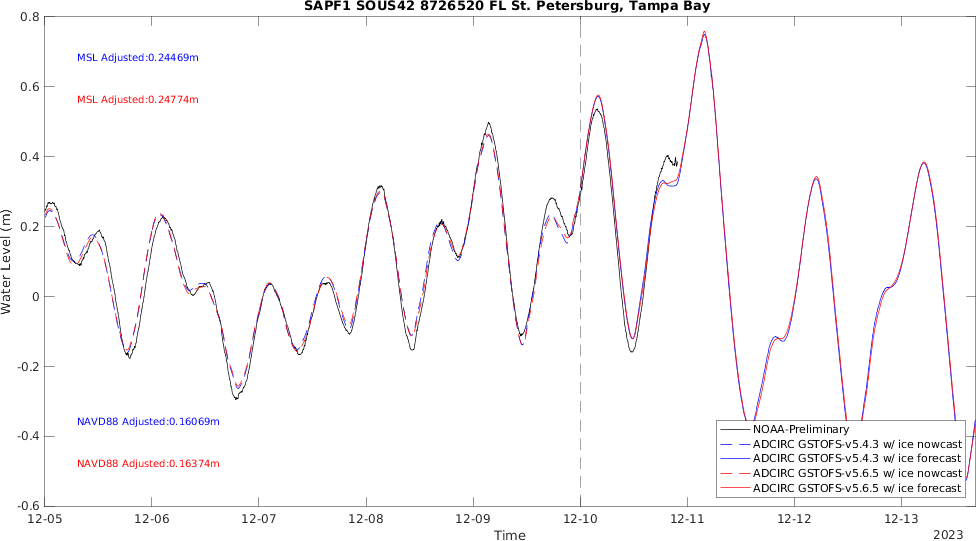 SAPF1 SOUS42 8726520 FL St. Petersburg, Tampa Bay
0.8
0.6
0.4
0.2
0
-0.2
-0.4
-0.6
Water Level (m)
MSL Adjusted:0.24469m
MSL Adjusted:0.24774m
NAVD88 Adjusted:0.16069m
NAVD88 Adjusted:0.16374m
NOAA-Preliminary
ADCIRC GSTOFS-v5.4.3 w/ ice nowcast
ADCIRC GSTOFS-v5.4.3 w/ ice forecast
ADCIRC GSTOFS-v5.6.5 w/ ice nowcast
ADCIRC GSTOFS-v5.6.5 w/ ice forecast
12-05 12-06 12-07 12-08 12-09 12-10 12-11 12-12 12-13
Time
2023